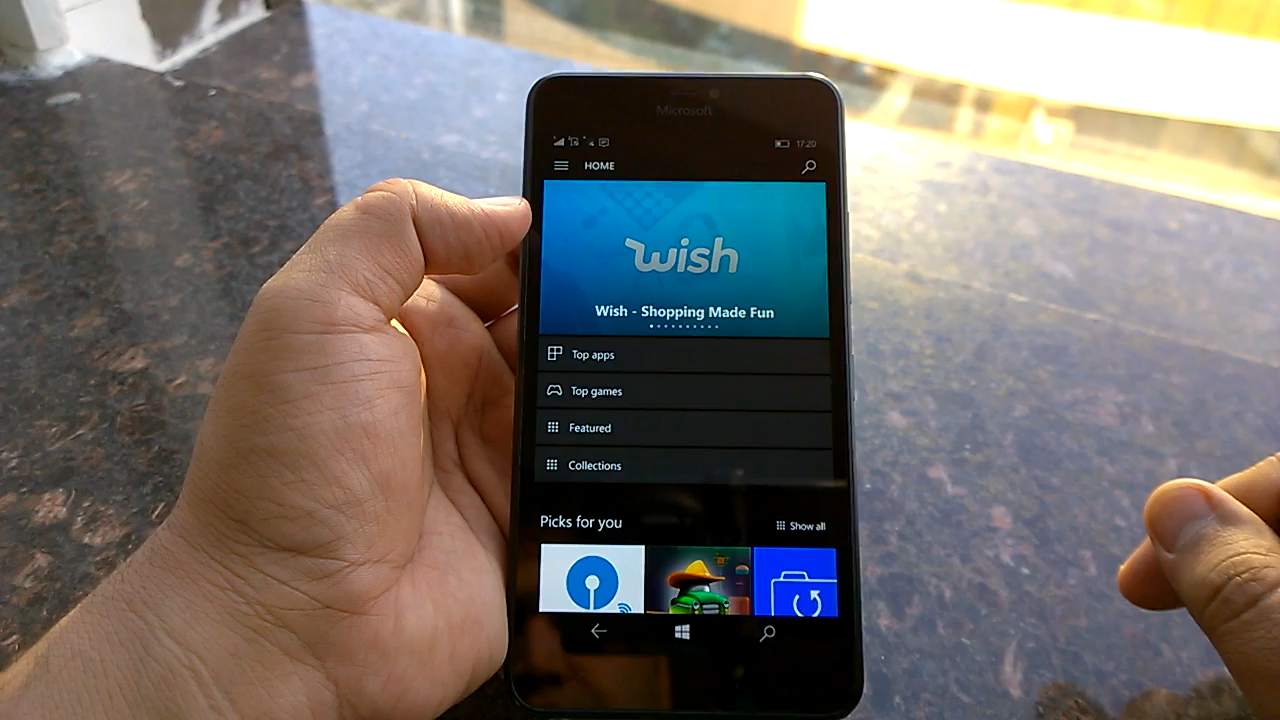 Microsoft
17:20
HOME
wish
Wish - Shopping Made Fun
Top apps
Top games
Featured
Collections
Picks for you
Show all